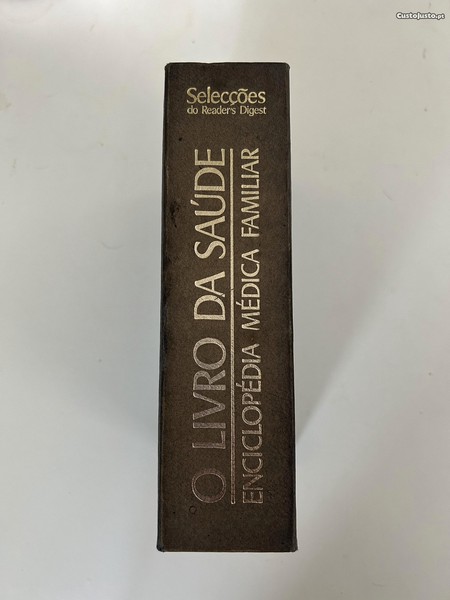 CustoJusto.pt
Selecções
do Reader's Digest
O LIVRO DA SAÚDE
ENCICLOPÉDIA MÉDICA FAMILIAR